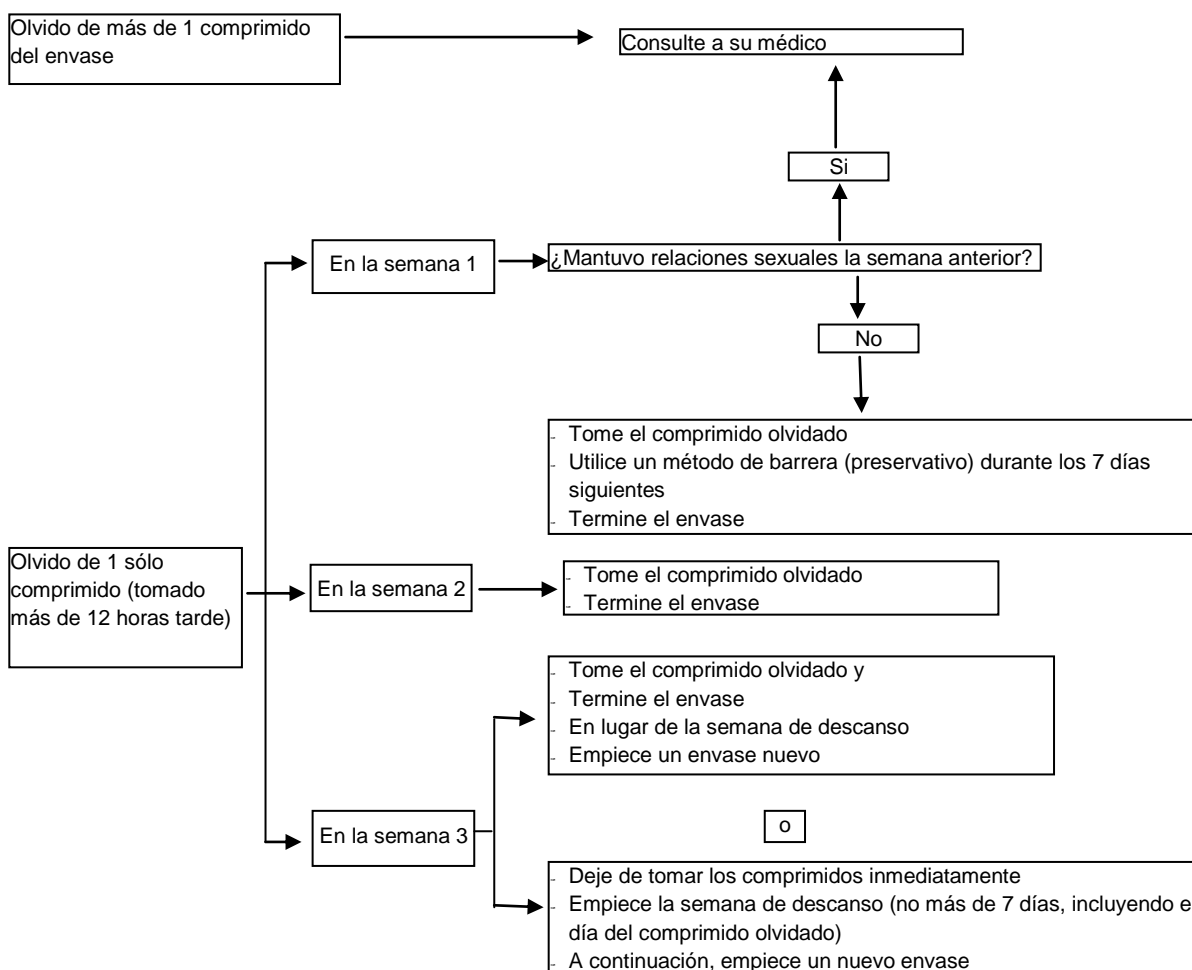 Olvido de más de 1 comprimido
del envase
Consulte a su médico
Si
En la semana 1
¿Mantuvo relaciones sexuales la semana anterior?
No
- Tome el comprimido olvidado
- Utilice un método de barrera (preservativo) durante los 7 días
siguientes
- Termine el envase
Olvido de 1 sólo
comprimido (tomado
más de 12 horas tarde)
En la semana 2
- Tome el comprimido olvidado
- Termine el envase
- Tome el comprimido olvidado y
- Termine el envase
- En lugar de la semana de descanso
- Empiece un envase nuevo
En la semana 3
o
- Deje de tomar los comprimidos inmediatamente
- Empiece la semana de descanso (no más de 7 días, incluyendo e
día del comprimido olvidado)
- A continuación, empiece un nuevo envase